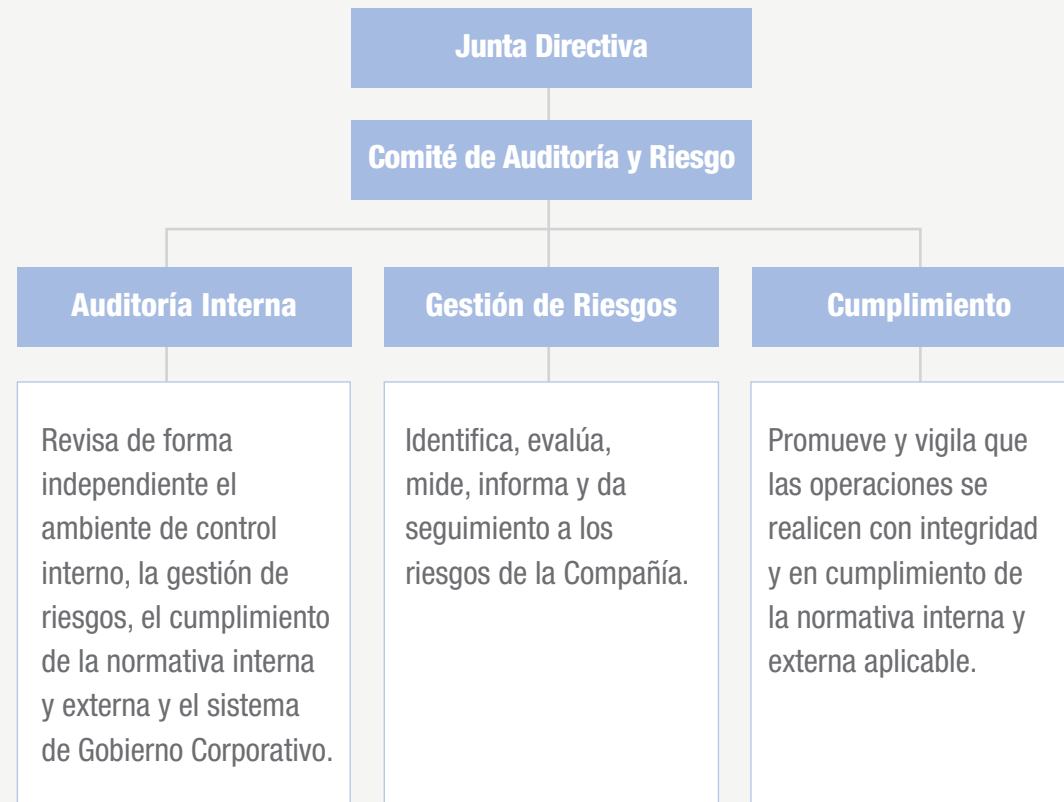 Junta Directiva
Comité de Auditoría y Riesgo
Auditoría Interna
Gestión de Riesgos
Cumplimiento
Revisa de forma
independiente el
ambiente de control
interno, la gestión de
riesgos, el cumplimiento
de la normativa interna
y externa y el sistema
de Gobierno Corporativo.
Identifica, evalúa,
mide, informa y da
seguimiento a los
riesgos de la Compañía.
Promueve y vigila que
las operaciones se
realicen con integridad
y en cumplimiento de
la normativa interna y
externa aplicable.